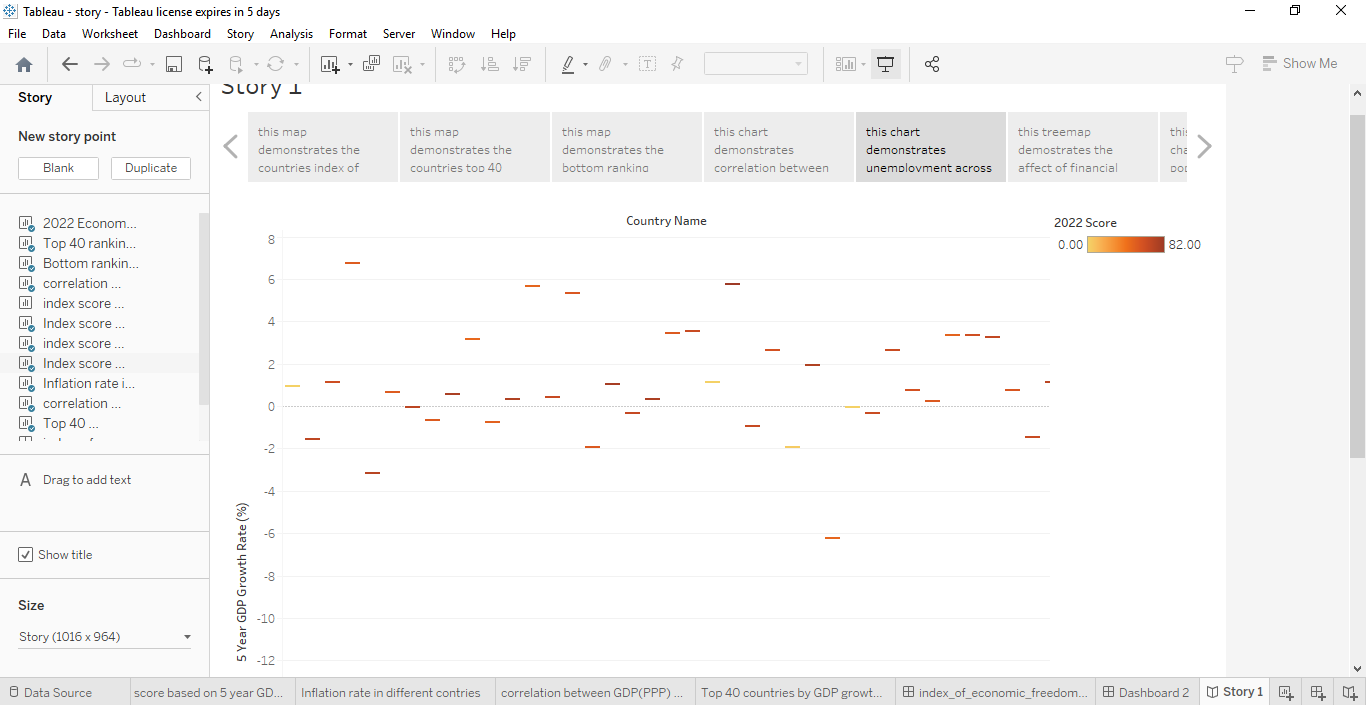 Tableau - story - Tableau license expires in 5 days
File Data Worksheet Dashboard Story Analysis Format Server Window Help
Show Me
Story Layout
New story point
Blank Duplicate
2022 Econom...
Top 40 rankin...
Bottom rankin...
correlation ...
index score ...
Index score ...
index score ...
Index score ...
Inflation rate i...
correlation ...
Top 40 ...
A Drag to add text
Show title
Size
Story (1016 x 964)
Story 1
this map
demonstrates the
countries index of
this map
demonstrates the
countries top 40
this map
demonstrates the
bottom ranking
this chart
demonstrates
correlation between
this chart
demonstrates
unemployment across
this treemap
demostrates the
affect of financial
this
cha
pop
Country Name
2022 Score
0.00 82.00
8
6
4
2
0
-2
-4
-6
-8
-10
-12
5 Year GDP Growth Rate (%)
Data Source
score based on 5 year GD...
Inflation rate in different contries
correlation between GDP(PPP) ...
Top 40 countries by GDP growt...
index_of_economic_freedom...
Dashboard 2
Story 1